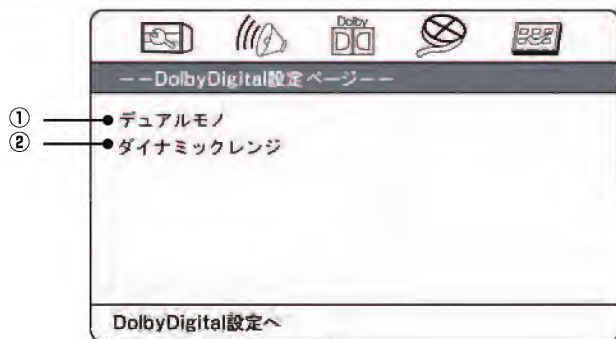 Dolby
--DolbyDigital設定ページ--
① デュアルモノ
② ダイナミックレンジ
DolbyDigital設定へ